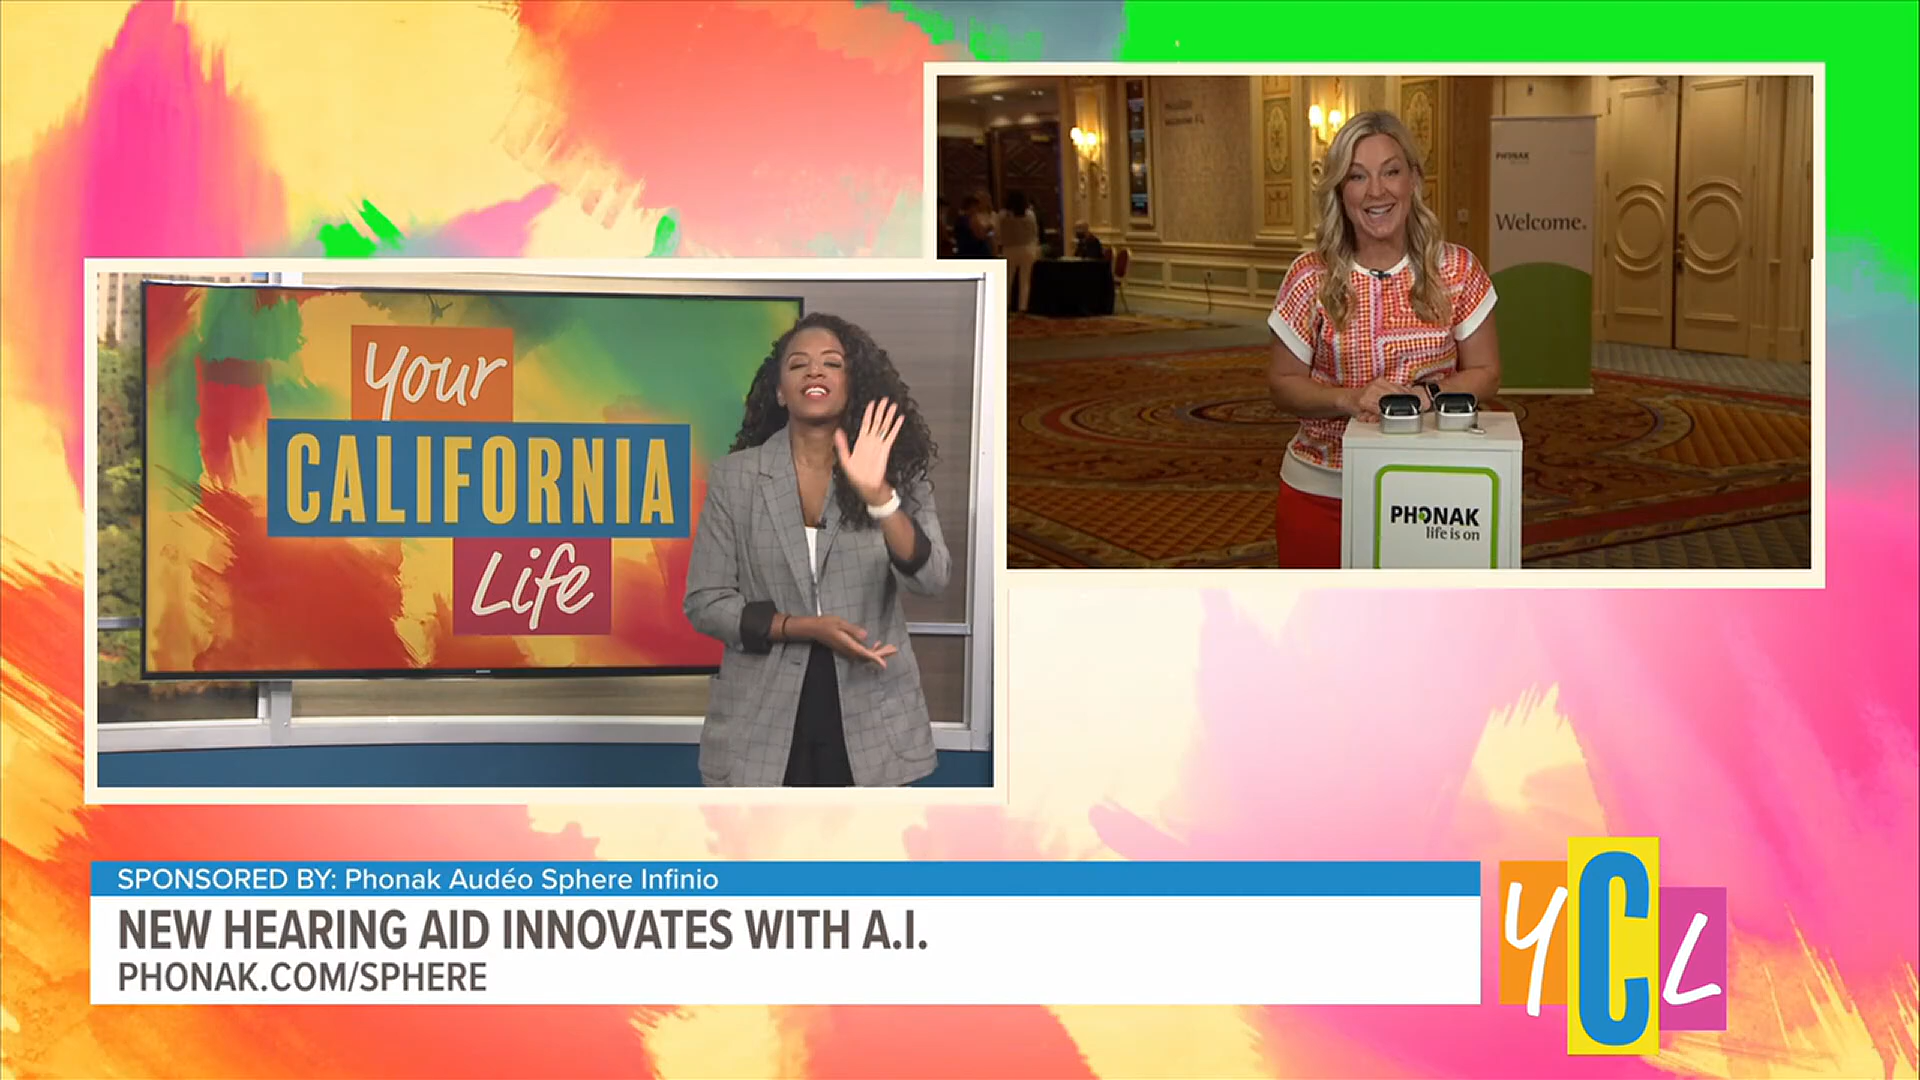 Your
CALIFORNIA
Life
PHONAK
Welcome.
PHONAK
life is on
SPONSORED BY: Phonak Audéo Sphere Infinio
NEW HEARING AID INNOVATES WITH A.I.
PHONAK.COM/SPHERE
YCL